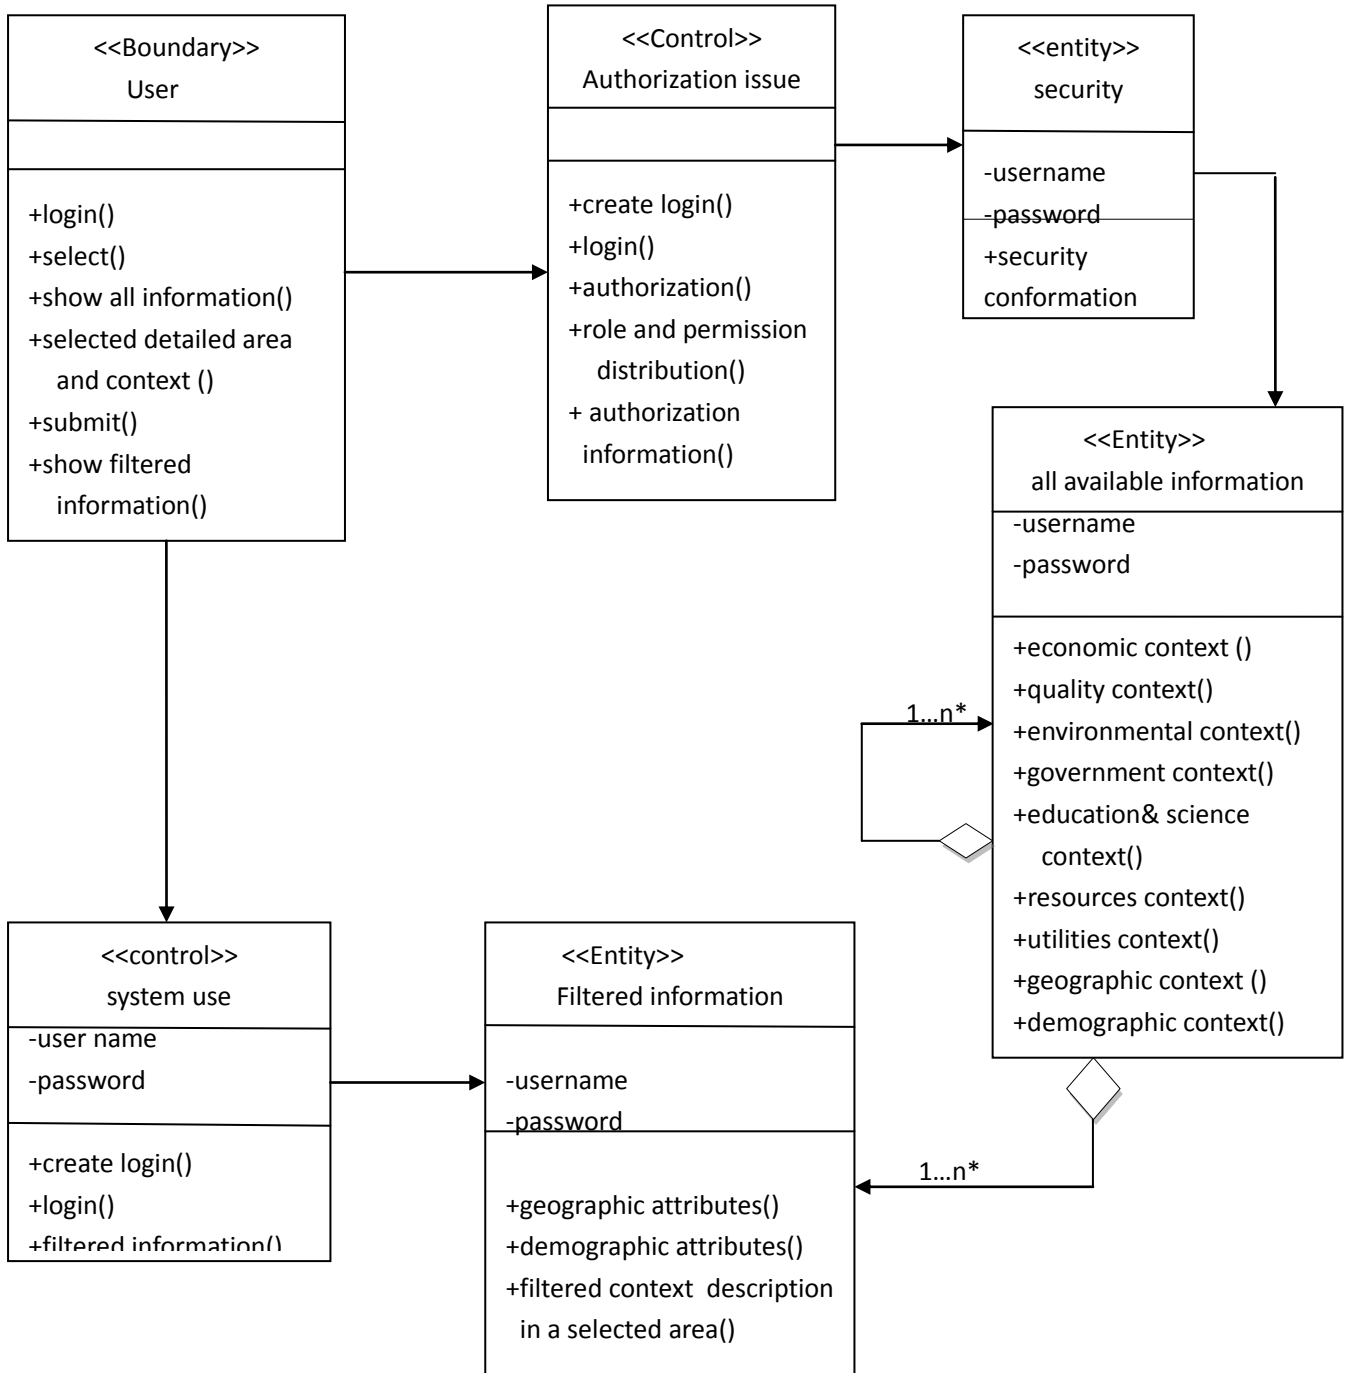 <<Boundary>>
User
+login()
+select()
+show all information()
+selected detailed area
and context ()
+submit()
+show filtered
information()
<<Control>>
Authorization issue
+create login()
+login()
+authorization()
+role and permission
distribution()
+ authorization
information()
<<entity>>
security
-username
-password
+security
conformation
<<Entity>>
all available information
-username
-password
+economic context ()
+quality context()
+environmental context()
+government context()
+education& science
context()
+resources context()
+utilities context()
+geographic context ()
+demographic context()
1...n*
<<control>>
system use
-user name
-password
+create login()
+login()
+filtered information()
<<Entity>>
Filtered information
-username
-password
+geographic attributes()
+demographic attributes()
+filtered context  description
in a selected area()
1...n*